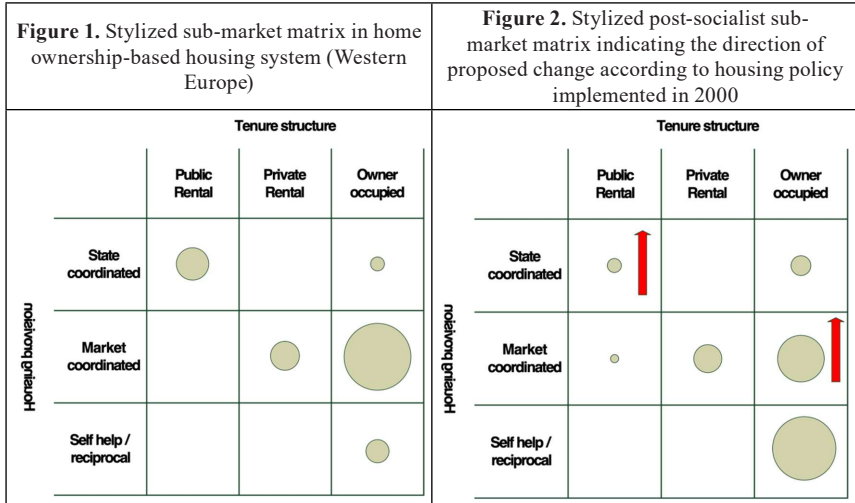 Figure 1. Stylized sub-market matrix in home
ownership-based housing system (Western
Europe)
Figure 2. Stylized post-socialist sub-
market matrix indicating the direction of
proposed change according to housing policy
implemented in 2000
Tenure structure
Public
Rental
Private
Rental
Owner
occupied
Housing provision
State
coordinated
Market
coordinated
Self help /
reciprocal
Tenure structure
Public
Rental
Private
Rental
Owner
occupied
Housing provision
State
coordinated
Market
coordinated
Self help /
reciprocal